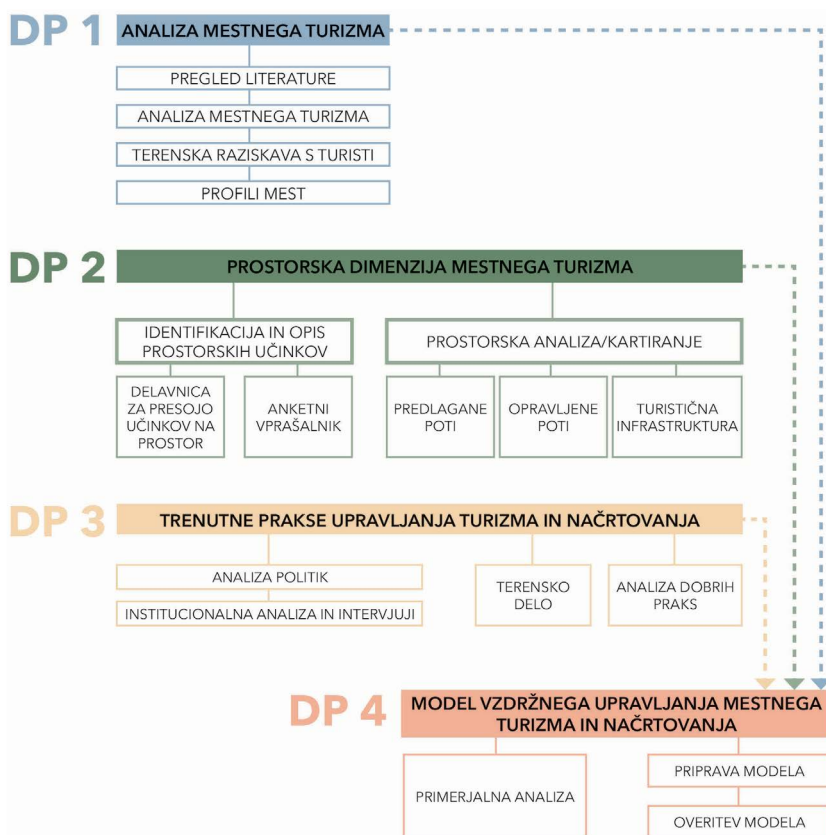 DP 1
ANALIZA MESTNEGA TURIZMA
PREGLED LITERATURE
ANALIZA MESTNEGA TURIZMA
TERENSKA RAZISKAVA S TURISTI
PROFILI MEST
DP 2
PROSTORSKA DIMENZIJA MESTNEGA TURIZMA
IDENTIFIKACIJA IN OPIS
PROSTORSKIH UČINKOV
PROSTORSKA ANALIZA/KARTIRANJE
DELAVNICA
ZA PRESOJO
UČINKOV NA
PROSTOR
ANKETNI
VPRAŠALNIK
PREDLAGANE
POTI
OPRAVLJENE
POTI
TURISTIČNA
INFRASTRUKTURA
DP 3
TRENUTNE PRAKSE UPRAVLJANJA TURIZMA IN NAČRTOVANJA
ANALIZA POLITIK
INSTITUCIONALNA ANALIZA IN INTERVJUJI
TERENSKO
DELO
ANALIZA DOBRIH
PRAKS
DP 4
MODEL VZDRŽNEGA UPRAVLJANJA MESTNEGA
TURIZMA IN NAČRTOVANJA
PRIMERJALNA ANALIZA
PRIPRAVA MODELA
OVERITEV MODELA